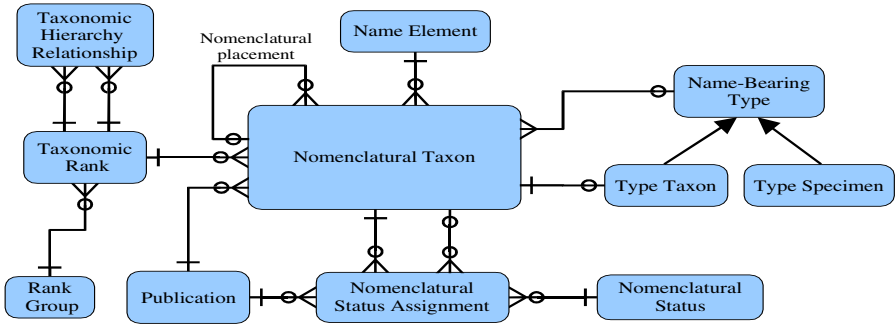 Taxonomic
Hierarchy
Relationship
Nomenclatural
placement
Name Element
Name-Bearing
Type
Taxonomic
Rank
Nomenclatural Taxon
Type Taxon
Type Specimen
Rank
Group
Publication
Nomenclatural
Status Assignment
Nomenclatural
Status